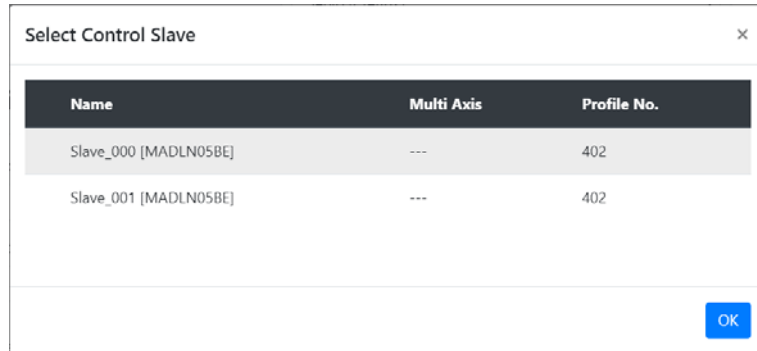 Select Control Slave ×
Name Multi Axis Profile No.
Slave_000 [MADLN05BE] --- 402
Slave_001 [MADLN05BE] --- 402
OK